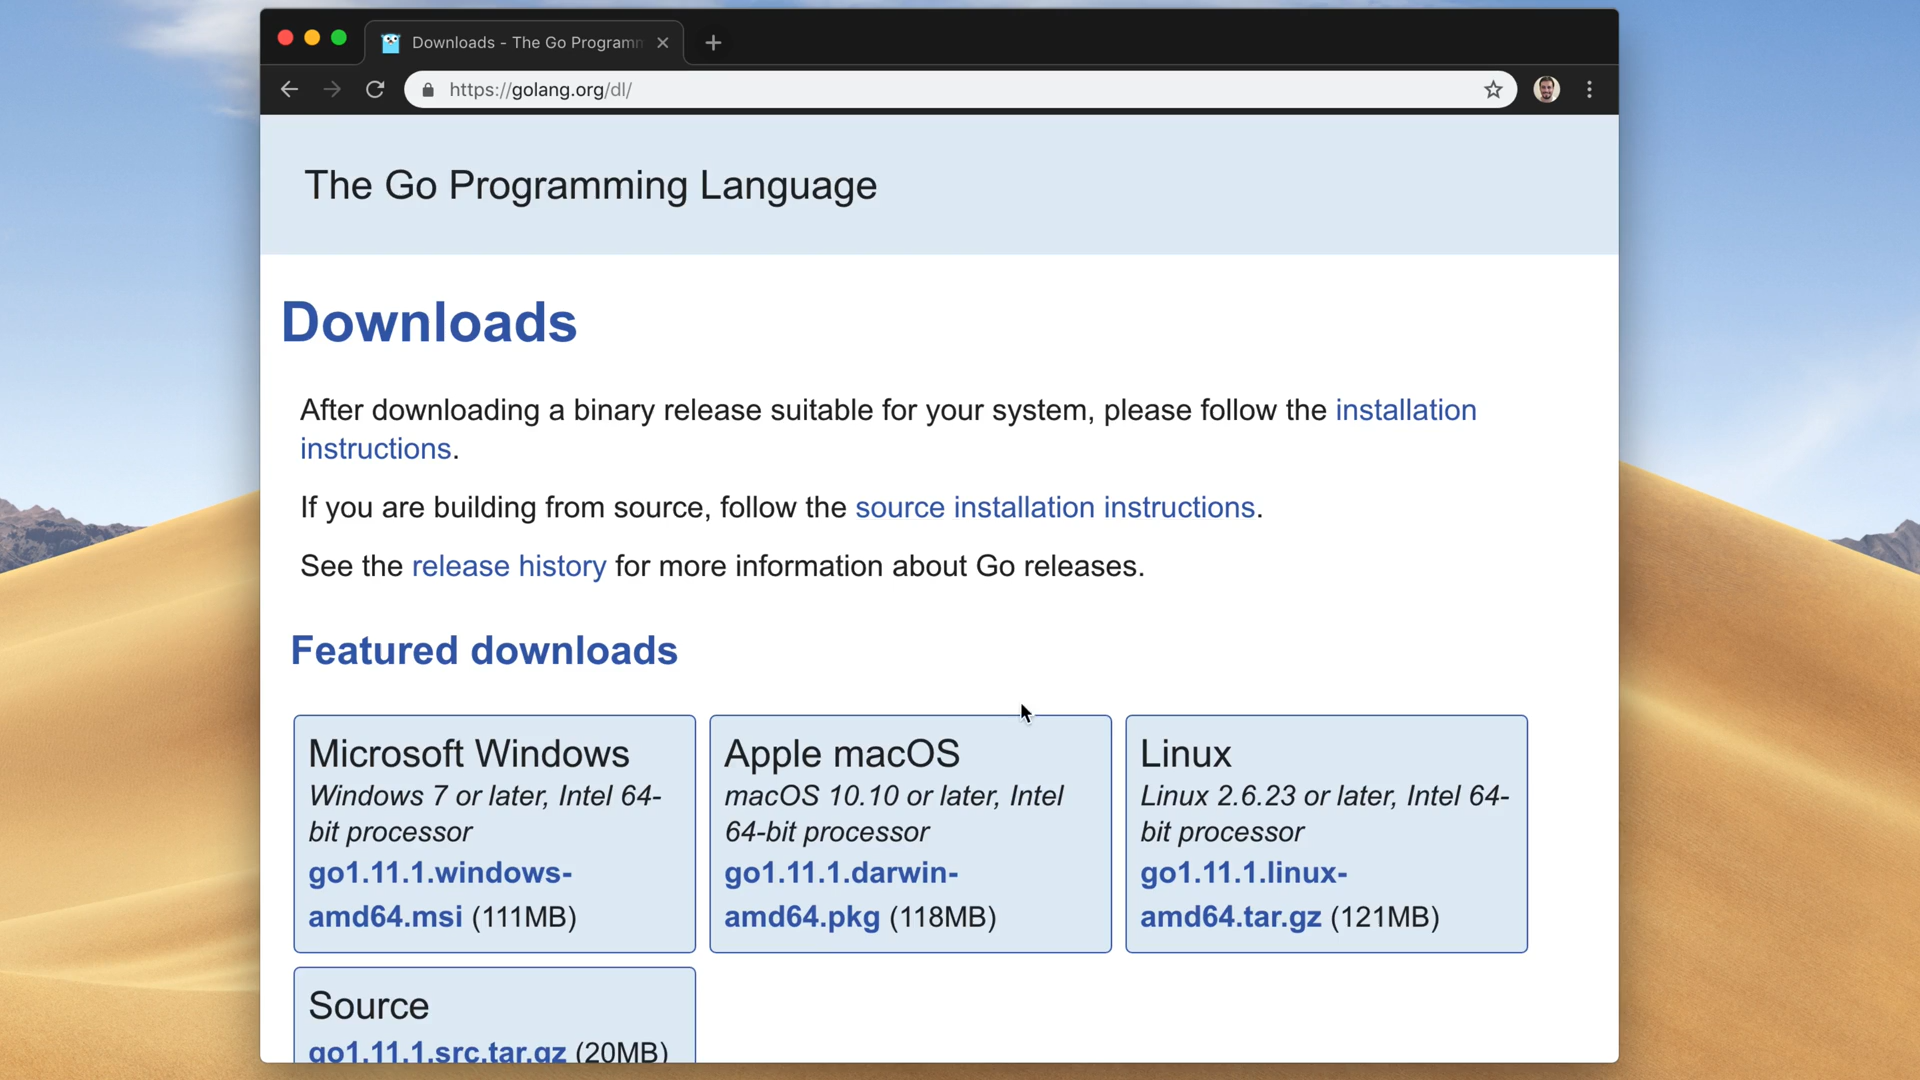 Downloads - The Go Programm
https://golang.org/dl/
The Go Programming Language
Downloads
After downloading a binary release suitable for your system, please follow the installation
instructions.
If you are building from source, follow the source installation instructions.
See the release history for more information about Go releases.
Featured downloads
Microsoft Windows
Windows 7 or later, Intel 64-
bit processor
go1.11.1.windows-
amd64.msi (111MB)
Apple macOS
macOS 10.10 or later, Intel
64-bit processor
go1.11.1.darwin-
amd64.pkg (118MB)
Linux
Linux 2.6.23 or later, Intel 64-
bit processor
go1.11.1.linux-
amd64.tar.gz (121MB)
Source
go1.11.1.src.tar.gz (20MB)